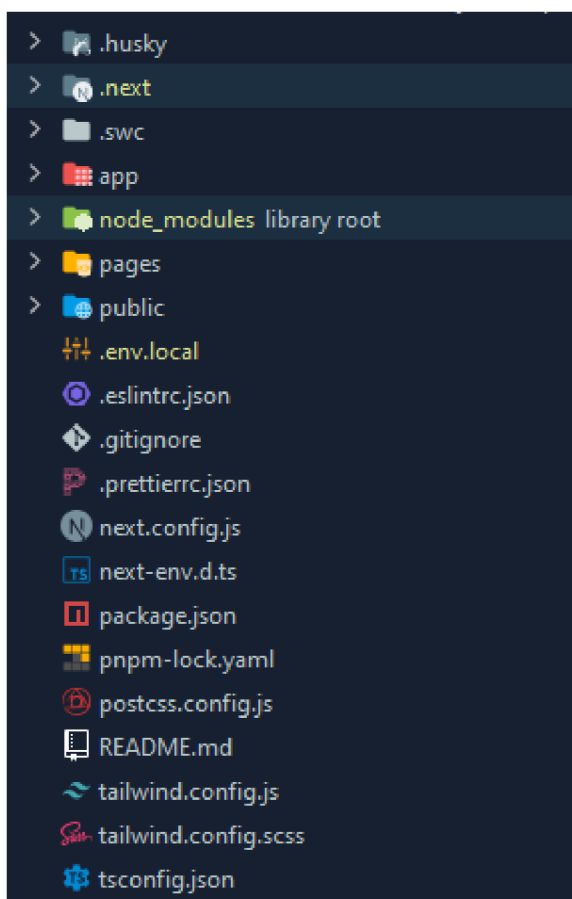 .husky
.next
.swc
app
node_modules library root
pages
public
.env.local
.eslintrc.json
.gitignore
.prettierrc.json
next.config.js
next-env.d.ts
package.json
pnpm-lock.yaml
postcss.config.js
README.md
tailwind.config.js
tailwind.config.scss
tsconfig.json